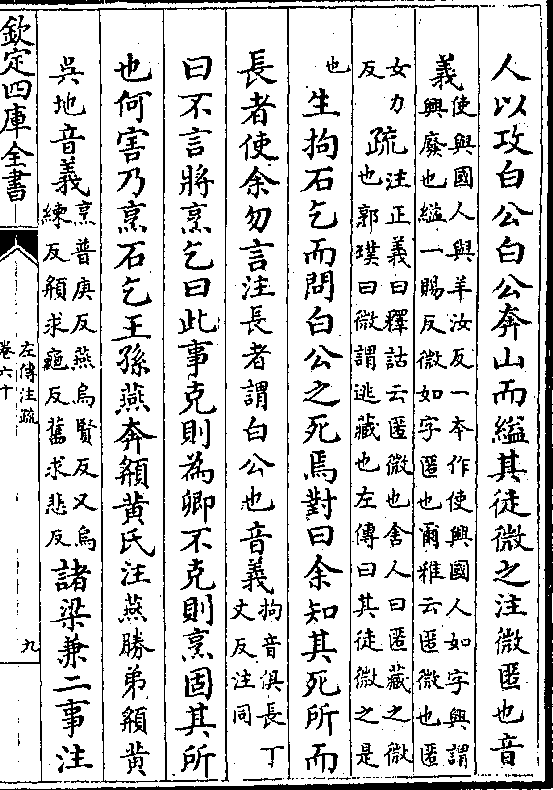 人以攻白公白公奔山而縊其徒微之注微匿也音
義使與國人與羊汝反一本作使興國人如字興謂
興廢也縊一賜反微如字匿也爾雅云匿微也匿
女力
反
疏注正義曰釋詁云匿微也舍人曰匿藏之微
也郭璞曰微謂逃藏也左傳曰其徒微之是
也
生拘石乞而問白公之死焉對曰余知其死所而
長者使余勿言注長者謂白公也音義拘音俱長丁
丈反注同
曰不言將烹乞曰此事克則為卿不克則烹固其所
也何害乃烹石乞王孫燕奔頯黃氏注燕勝弟頯黃
吳地音義烹普庚反燕烏賢反又烏
練反頯求龜反舊求悲反
諸梁兼二事注
欽定四庫全書
左傳注疏
卷六十
九